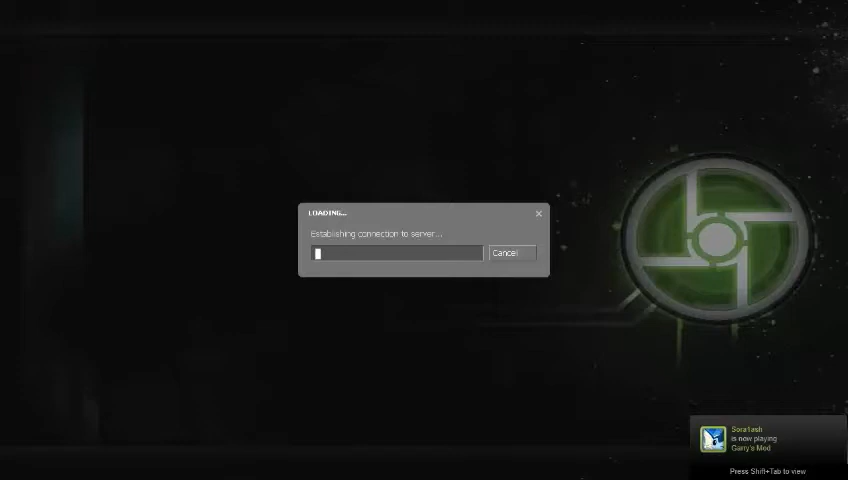 LOADING...
Establishing connection to server...
Cancel
Sora1ash
is now playing
Garry's Mod
Press Shift+Tab to view